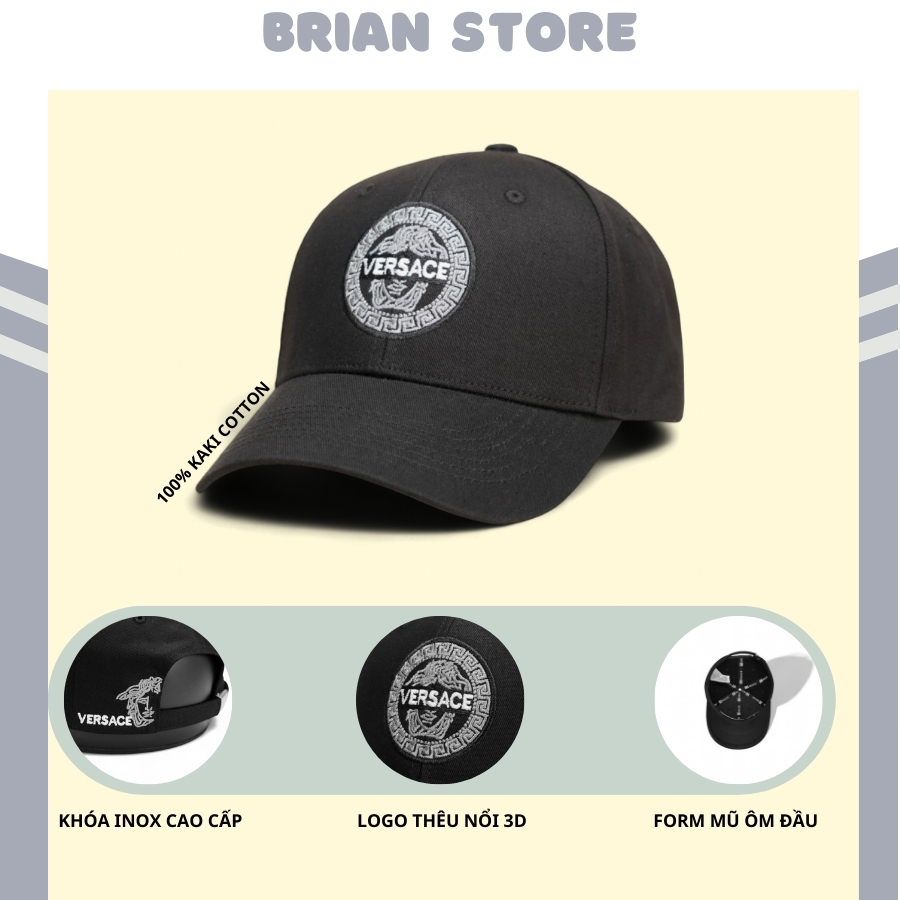 BRIAN STORE
VERSACE
100% KAKI COTTON
VERSACE
VERSACE
KHÓA INOX CAO CẤP
LOGO THÊU NỔI 3D
FORM MŨ ÔM ĐẦU